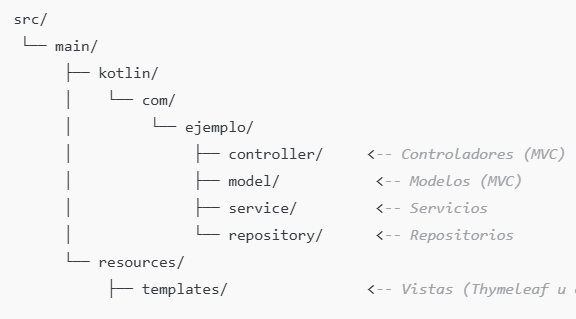 src/
└── main/
├── kotlin/
│ └── com/
│ └── ejemplo/
│ ├── controller/ <-- Controladores (MVC)
│ ├── model/ <-- Modelos (MVC)
│ ├── service/ <-- Servicios
│ └── repository/ <-- Repositorios
└── resources/
├── templates/ <-- Vistas (Thymeleaf u